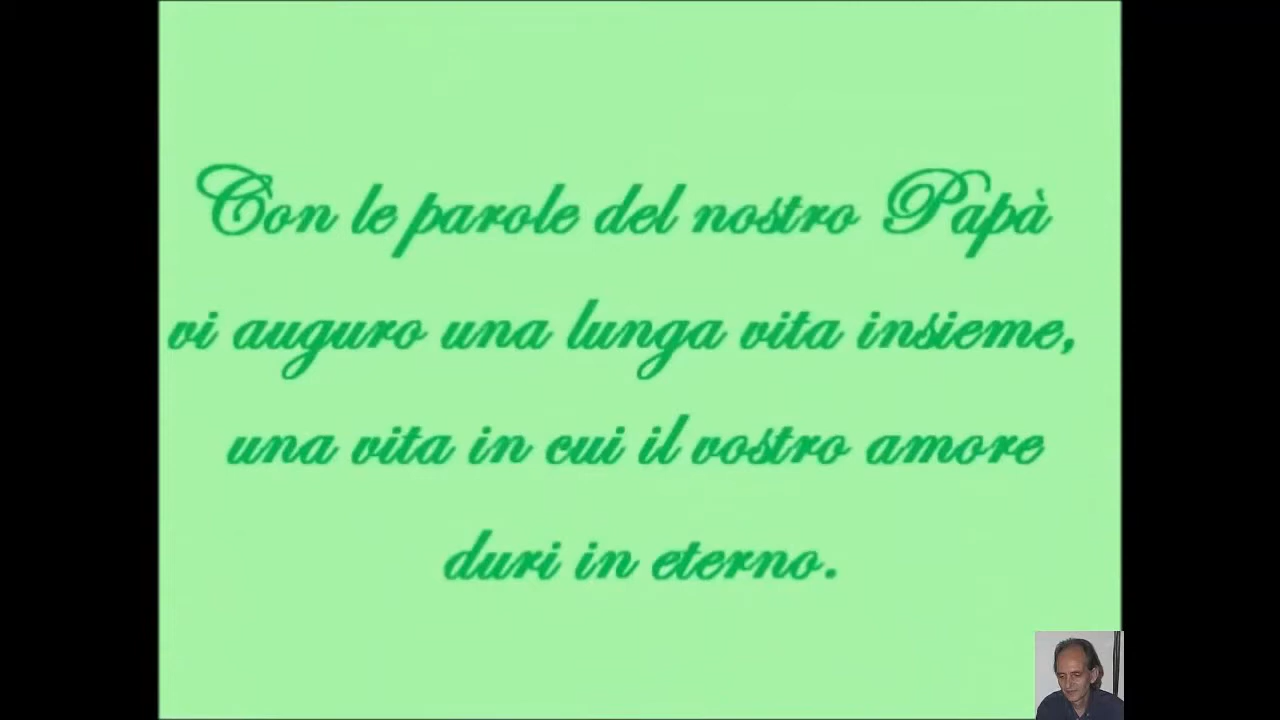 Con le parole del nostro Papà
vi auguro una lunga vita insieme,
una vita in cui il vostro amore
duri in eterno.